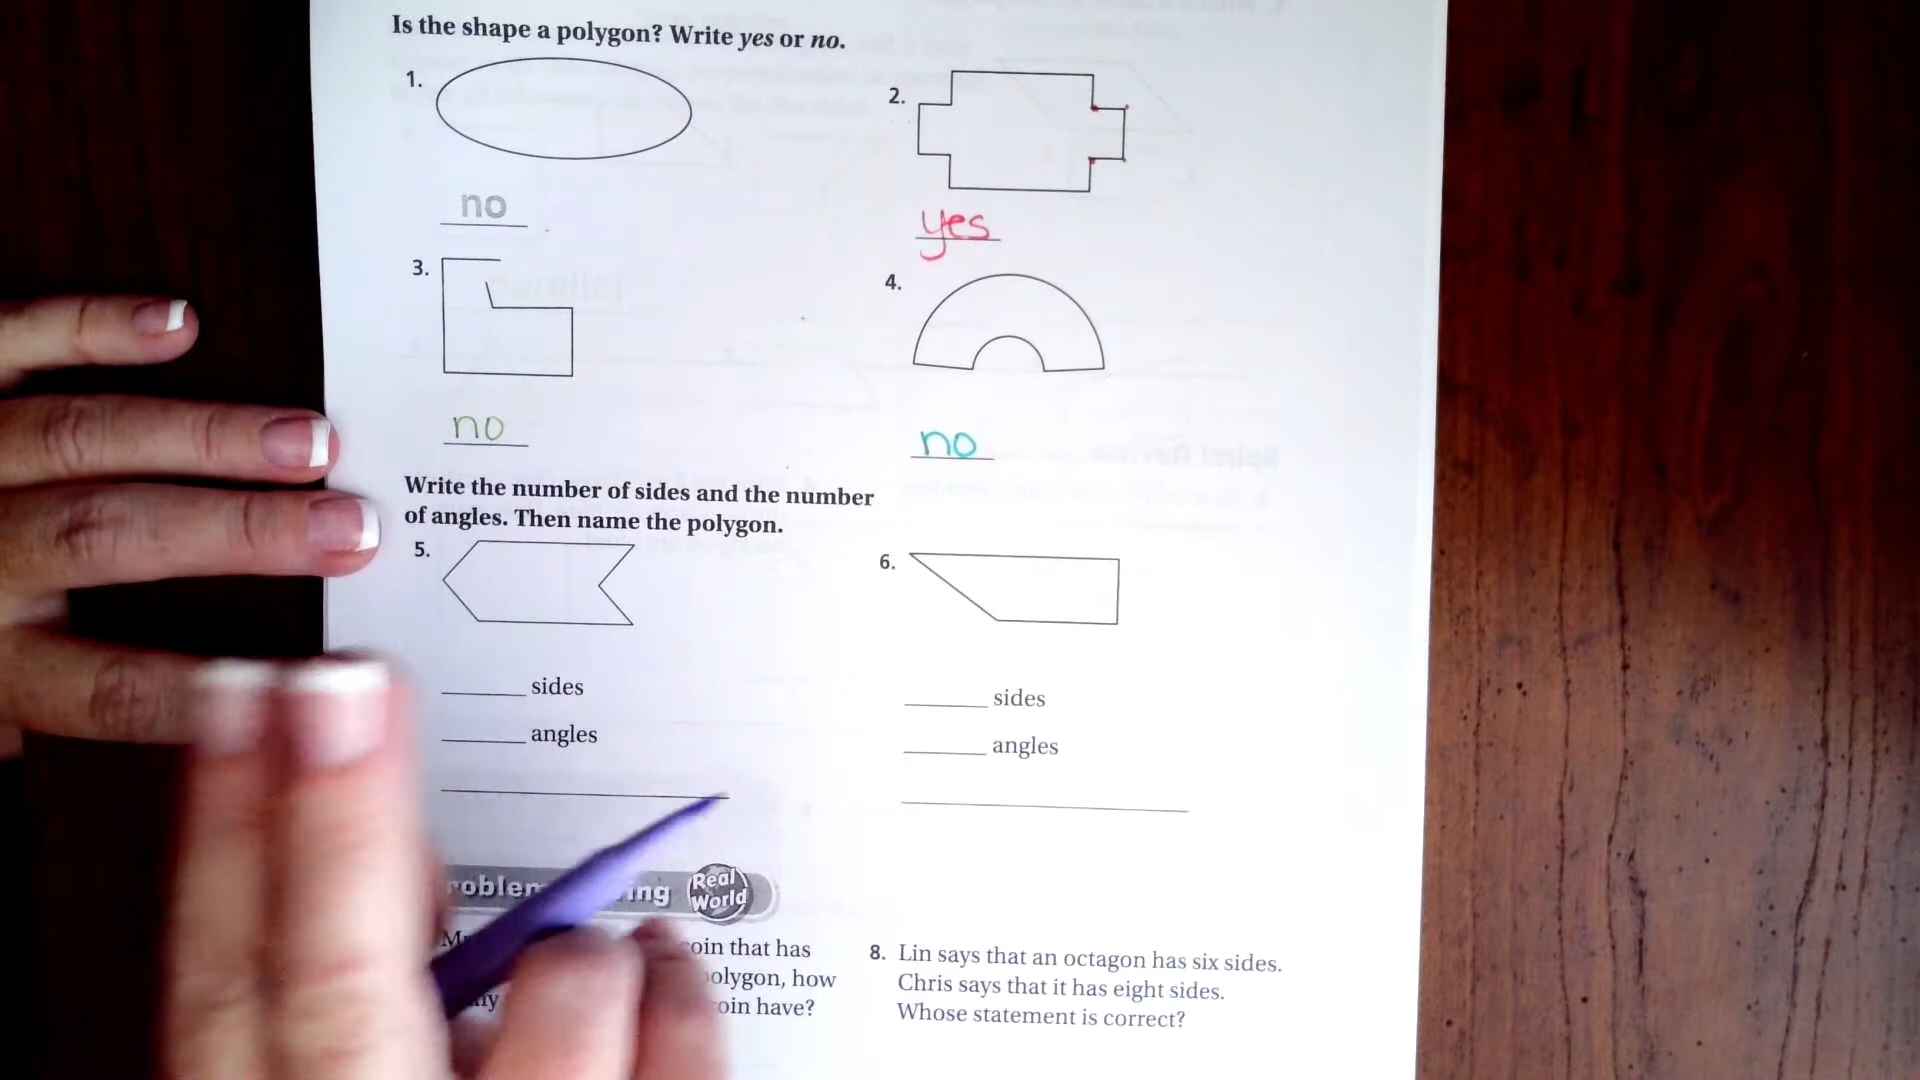 Is the shape a polygon? Write yes or no.
1.
2.
no
yes
3.
4.
no
no
Write the number of sides and the number
of angles. Then name the polygon.
5.
6.
sides
sides
angles
angles
Real
World
coin that has
polygon, how
coin have?
8. Lin says that an octagon has six sides.
Chris says that it has eight sides.
Whose statement is correct?